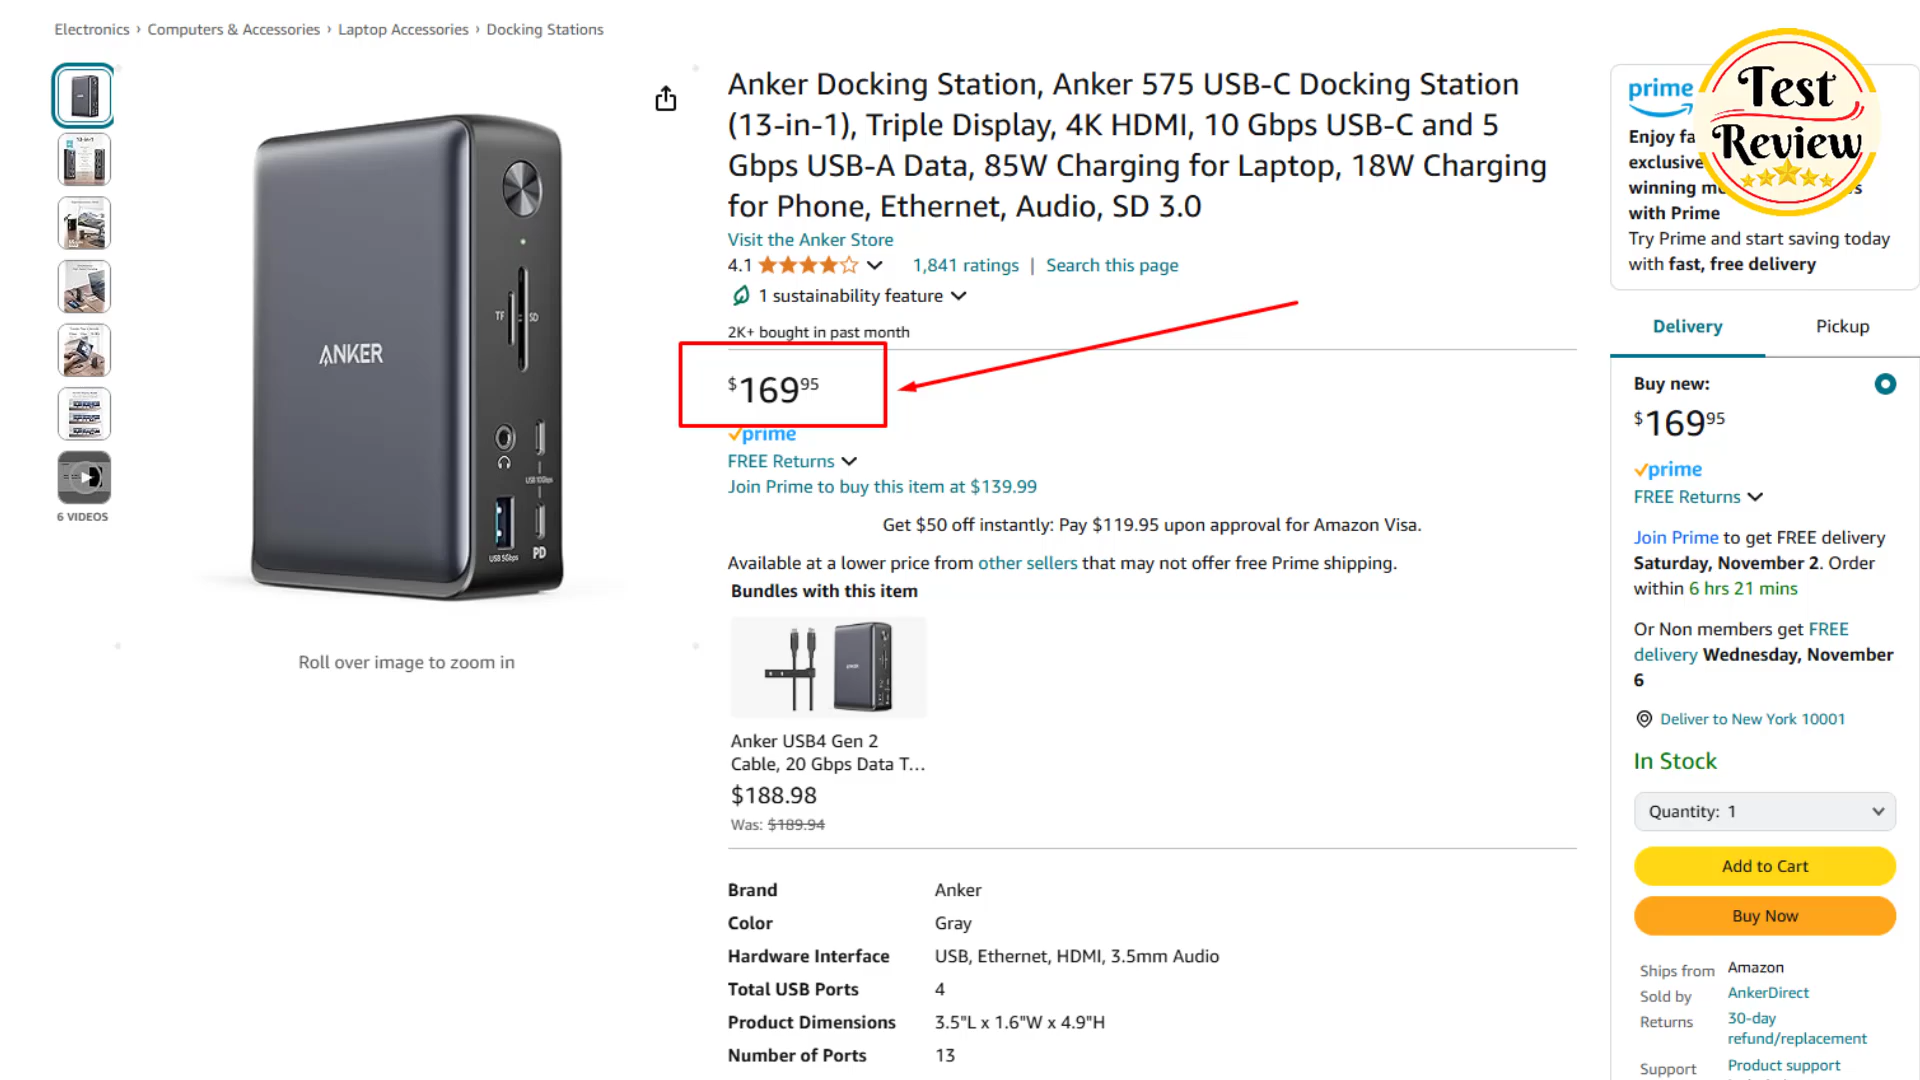 Electronics › Computers & Accessories › Laptop Accessories › Docking Stations
ANKER
TF
SD
USB 10Gbps
USB 5Gbps
PD
6 VIDEOS
Roll over image to zoom in
Anker Docking Station, Anker 575 USB-C Docking Station
(13-in-1), Triple Display, 4K HDMI, 10 Gbps USB-C and 5
Gbps USB-A Data, 85W Charging for Laptop, 18W Charging
for Phone, Ethernet, Audio, SD 3.0
Visit the Anker Store
4.1
1,841 ratings | Search this page
1 sustainability feature
2K+ bought in past month
$16995
prime
FREE Returns
Join Prime to buy this item at $139.99
Get $50 off instantly: Pay $119.95 upon approval for Amazon Visa.
Available at a lower price from other sellers that may not offer free Prime shipping.
Bundles with this item
Anker USB4 Gen 2
Cable, 20 Gbps Data T...
$188.98
Was: $189.94
Brand Anker
Color Gray
Hardware Interface USB, Ethernet, HDMI, 3.5mm Audio
Total USB Ports 4
Product Dimensions 3.5"L x 1.6"W x 4.9"H
Number of Ports 13
prime
Test
Review
Enjoy
exclusive
winning
with Prime
Try Prime and start saving today
with fast, free delivery
Delivery
Pickup
Buy new:
$16995
prime
FREE Returns
Join Prime to get FREE delivery
Saturday, November 2. Order
within 6 hrs 21 mins
Or Non members get FREE
delivery Wednesday, November
6
Deliver to New York 10001
In Stock
Quantity: 1
Add to Cart
Buy Now
Ships from Amazon
Sold by AnkerDirect
Returns 30-day
refund/replacement
Support Product support